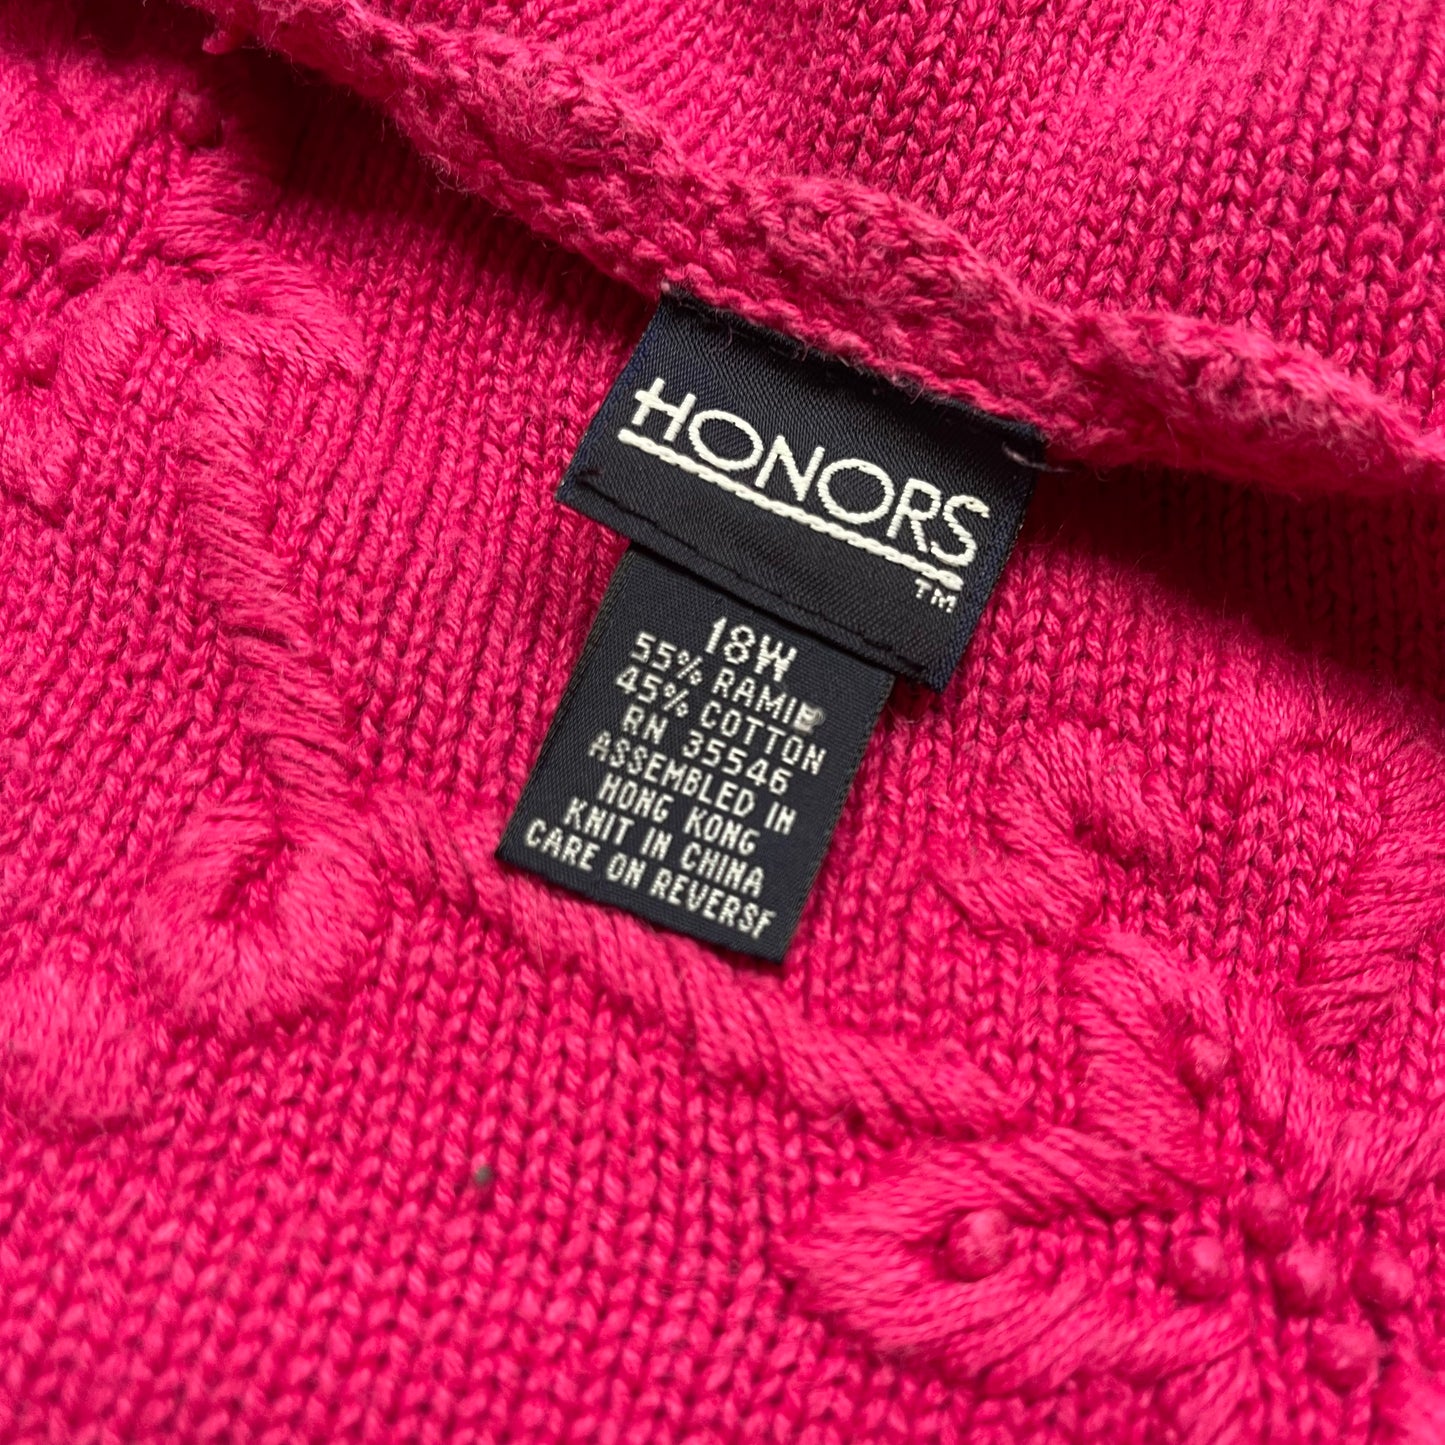 HONORS
TM
18W
55% RAMIE
45% COTTON
RN 35546
ASSEMBLED IN
HONG KONG
KNIT IN CHINA
CARE ON REVERSE